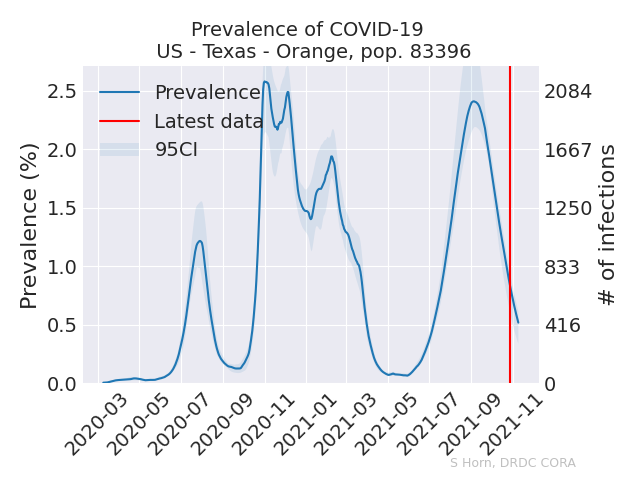 Prevalence of COVID-19
US - Texas - Orange, pop. 83396
Prevalence
Latest data
95CI
Prevalence (%)
2.5
2.0
1.5
1.0
0.5
0.0
2084
1667
1250
833
416
0
# of infections
2020-03
2020-05
2020-07
2020-09
2020-11
2021-01
2021-03
2021-05
2021-07
2021-09
2021-11
S Horn, DRDC CORA